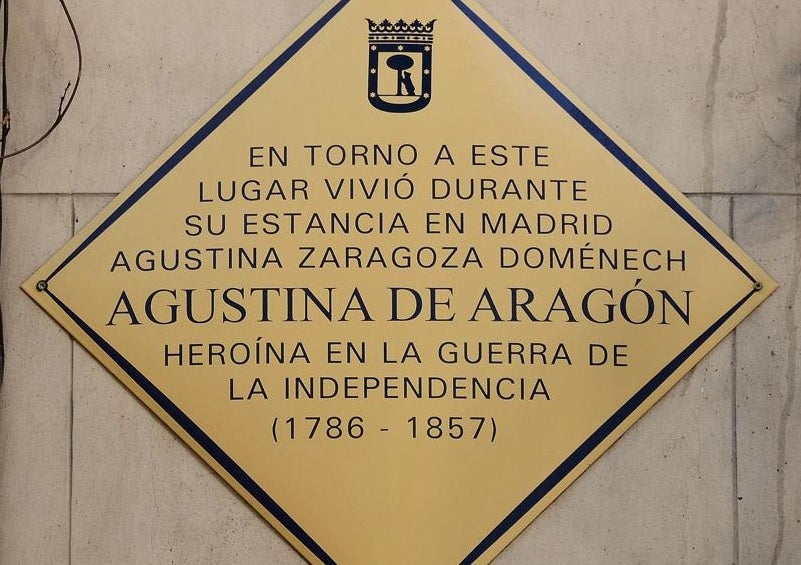 EN TORNO A ESTE
LUGAR VIVIÓ DURANTE
SU ESTANCIA EN MADRID
AGUSTINA ZARAGOZA DOMÉNECH
AGUSTINA DE ARAGÓN
HEROÍNA EN LA GUERRA DE
LA INDEPENDENCIA
(1786 - 1857)